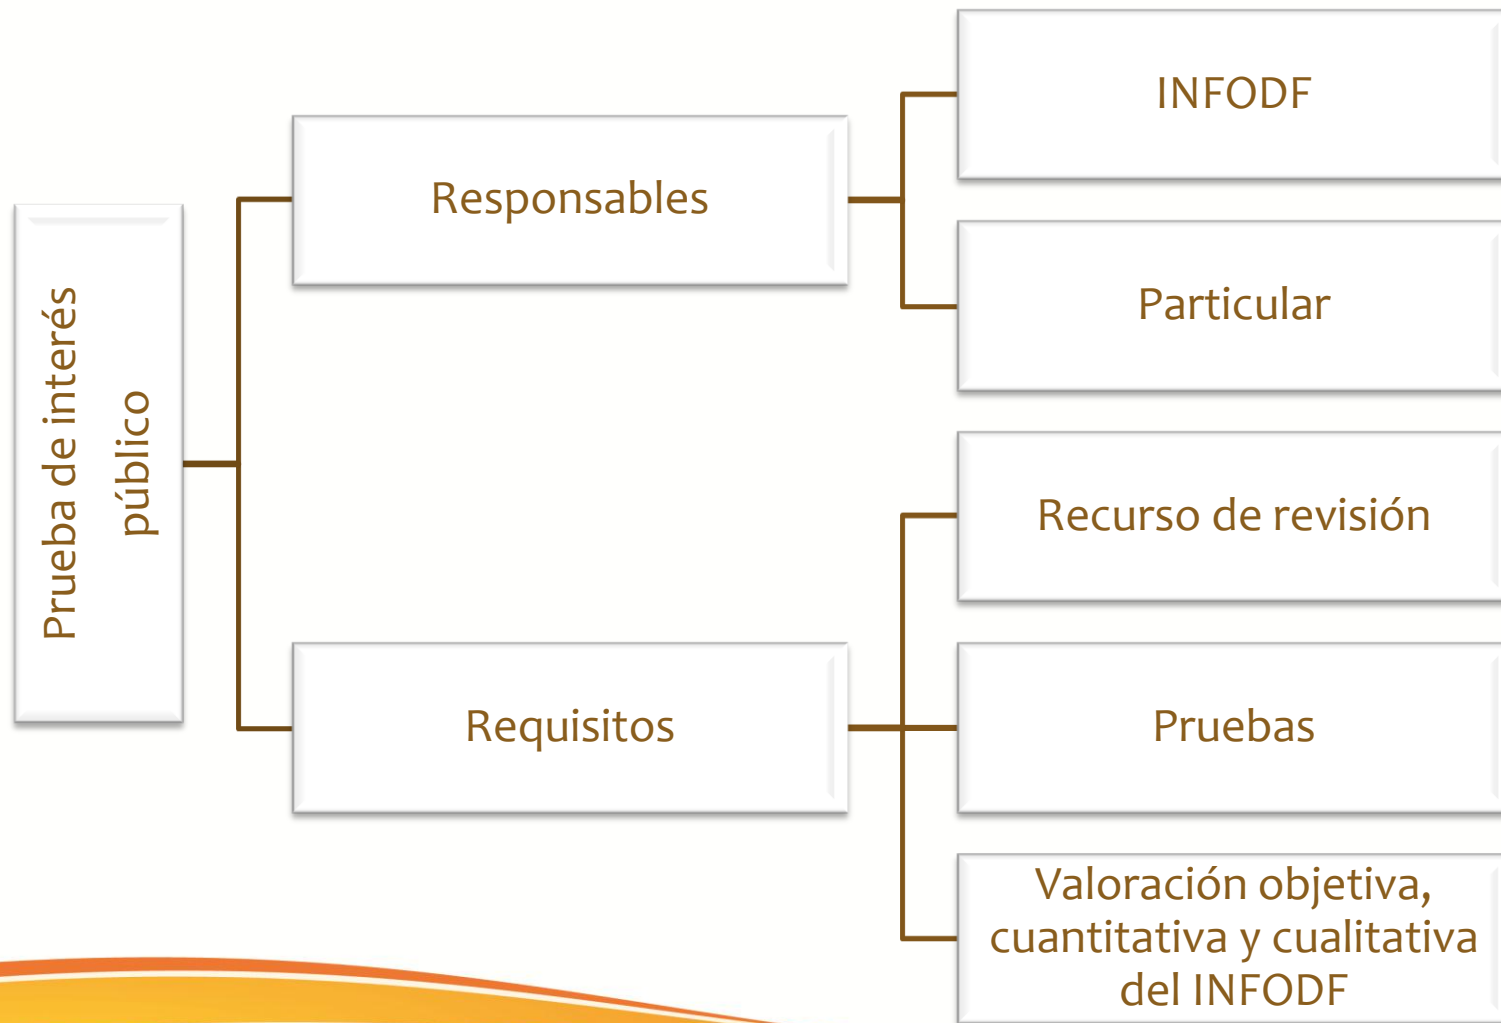 Prueba de interés
público
Responsables
INFODF
Particular
Requisitos
Recurso de revisión
Pruebas
Valoración objetiva,
cuantitativa y cualitativa
del INFODF